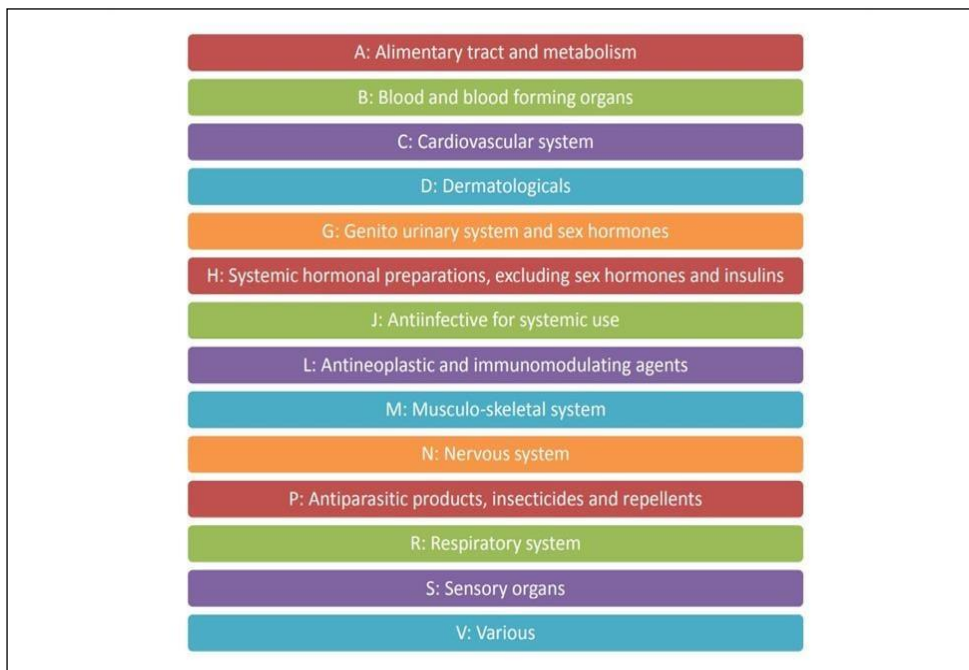 A: Alimentary tract and metabolism
B: Blood and blood forming organs
C: Cardiovascular system
D: Dermatologicals
G: Genito urinary system and sex hormones
H: Systemic hormonal preparations, excluding sex hormones and insulins
J: Antiinfective for systemic use
L: Antineoplastic and immunomodulating agents
M: Musculo-skeletal system
N: Nervous system
P: Antiparasitic products, insecticides and repellents
R: Respiratory system
S: Sensory organs
V: Various